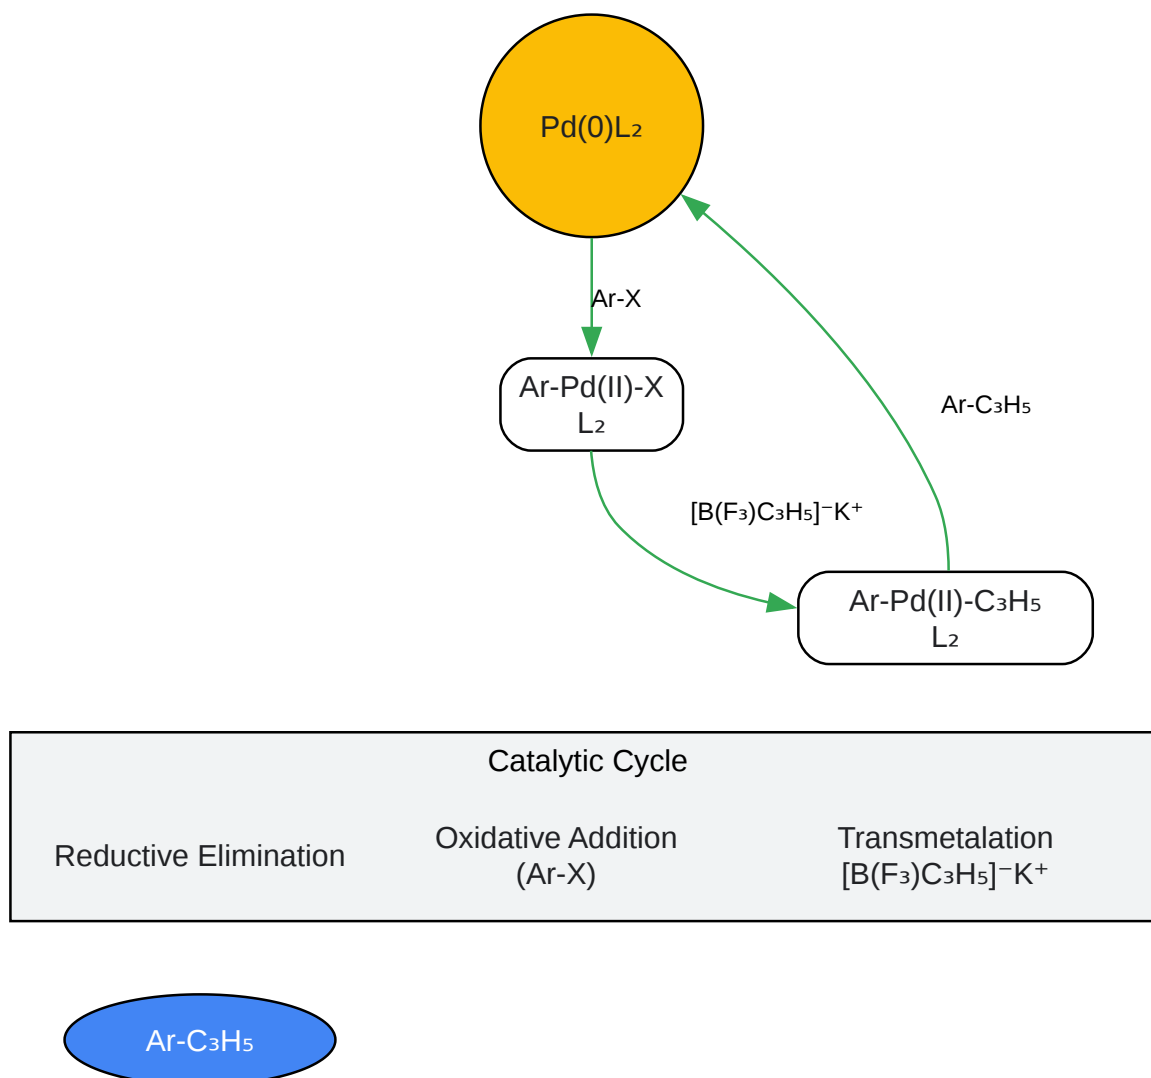 Pd(0)L₂
Ar-X
Ar-Pd(II)-X
L₂
Ar-C₃H₅
[B(F₃)C₃H₅]⁻K⁺
Ar-Pd(II)-C₃H₅
L₂
Catalytic Cycle
Reductive Elimination
Oxidative Addition
(Ar-X)
Transmetalation
[B(F₃)C₃H₅]⁻K⁺
Ar-C₃H₅